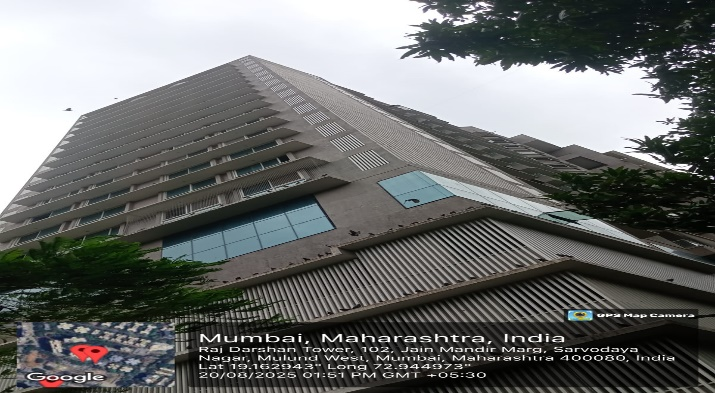 GPS Map Camera
Mumbai, Maharashtra, India
Raj Darshan Tower, 102, Jain Mandir Marg, Sarvodaya
Nagar, Mulund West, Mumbai, Maharashtra 400080, India
Lat 19.162943° Long 72.944973°
20/08/2025 01:51 PM GMT +05:30
Google